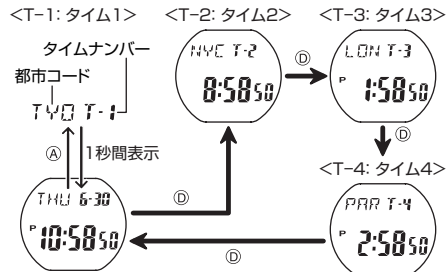 <T-1: タイム1>
<T-2: タイム2>
<T-3: タイム3>
タイムナンバー
都市コード
TYO T-1
NYC T-2
8:58 50
Ⓓ
LON T-3
P 1:58 50
Ⓐ
1秒間表示
Ⓓ
<T-4: タイム4>
THU 6-30
P 10:58 50
Ⓓ
PAR T-4
P 2:58 50
Ⓓ